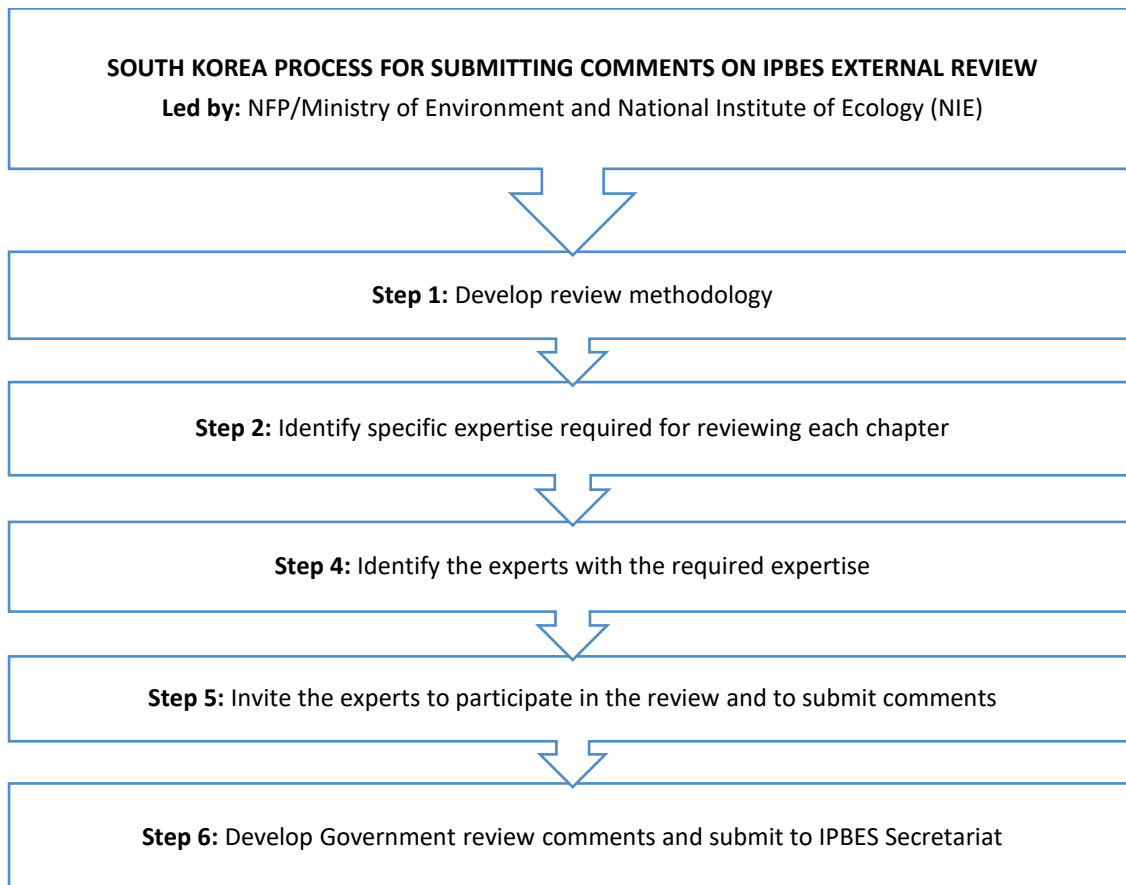 SOUTH KOREA PROCESS FOR SUBMITTING COMMENTS ON IPBES EXTERNAL REVIEW
Led by: NFP/Ministry of Environment and National Institute of Ecology (NIE)
Step 1: Develop review methodology
Step 2: Identify specific expertise required for reviewing each chapter
Step 4: Identify the experts with the required expertise
Step 5: Invite the experts to participate in the review and to submit comments
Step 6: Develop Government review comments and submit to IPBES Secretariat